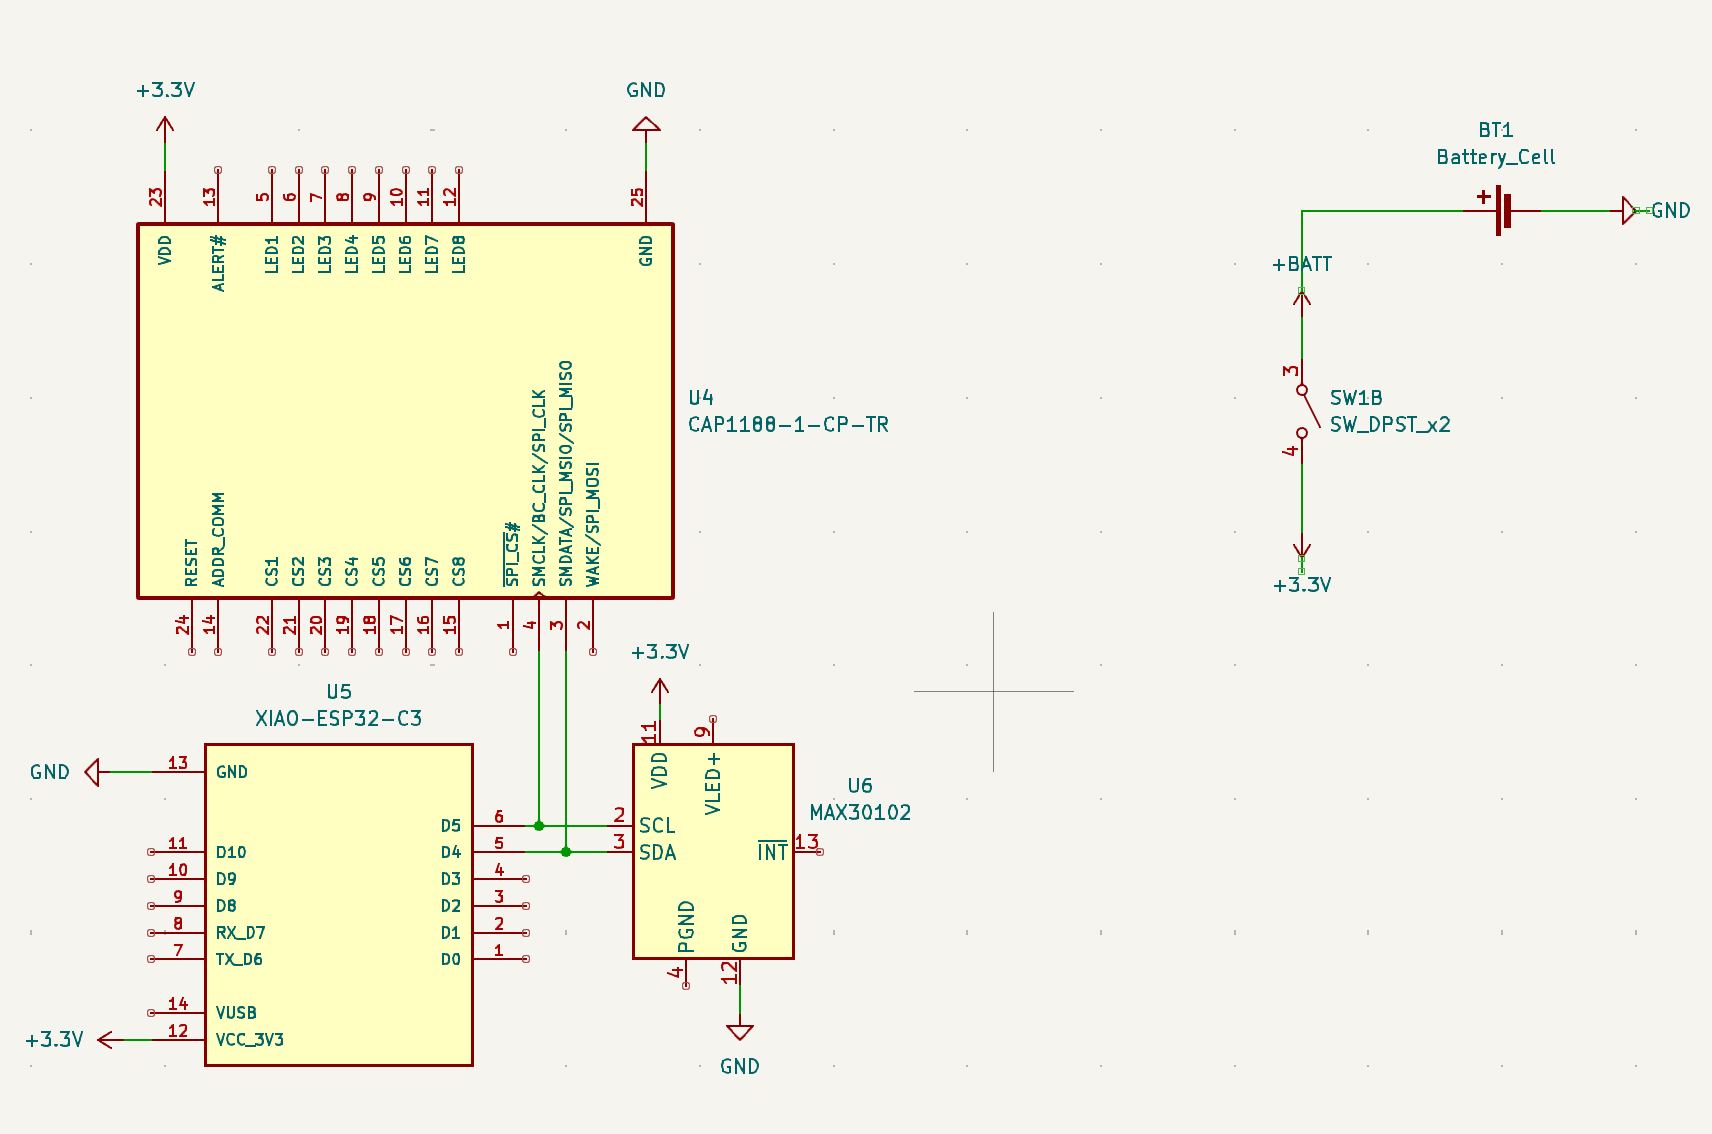 +3.3V
GND
BT1
Battery_Cell
+
GND
23
13
5
6
7
8
9
10
11
12
25
VDD
ALERT#
LED1
LED2
LED3
LED4
LED5
LED6
LED7
LED8
GND
+BATT
3
SW1B
SW_DPST_x2
4
+3.3V
U4
CAP1188-1-CP-TR
RESET
ADDR_COMM
CS1
CS2
CS3
CS4
CS5
CS6
CS7
CS8
SPI_CS#
SMCLK/BC_CLK/SPI_CLK
SMDATA/SPI_MSIO/SPI_MISO
WAKE/SPI_MOSI
24
14
22
21
20
19
18
17
16
15
1
4
3
2
U5
XIAO-ESP32-C3
GND
13
GND
11
D10
10
D9
9
D8
8
RX_D7
7
TX_D6
14
VUSB
+3.3V
12
VCC_3V3
D5
6
D4
5
D3
4
D2
3
D1
2
D0
1
+3.3V
11
9
VDD
VLED+
U6
MAX30102
2
SCL
3
SDA
INT
13
PGND
GND
4
12
GND